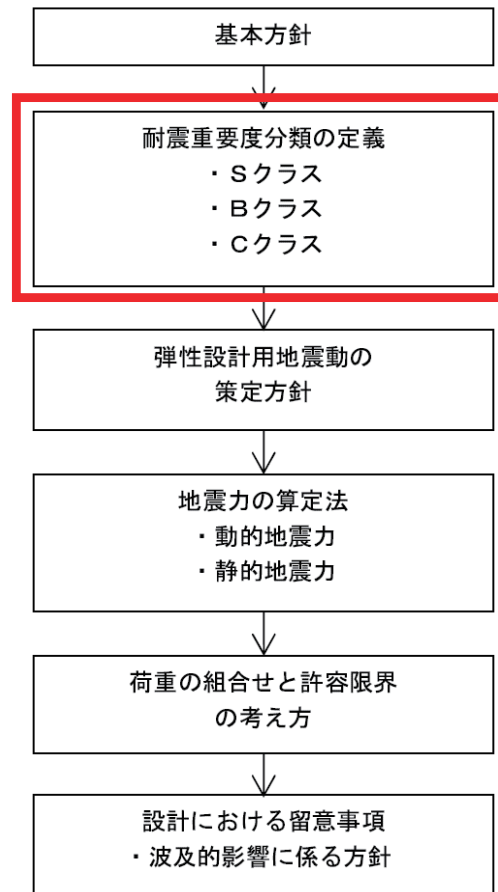 基本方針
耐震重要度分類の定義
・Ｓクラス
・Ｂクラス
・Ｃクラス
弾性設計用地震動の
策定方針
地震力の算定法
・動的地震力
・静的地震力
荷重の組合せと許容限界
の考え方
設計における留意事項
・波及的影響に係る方針